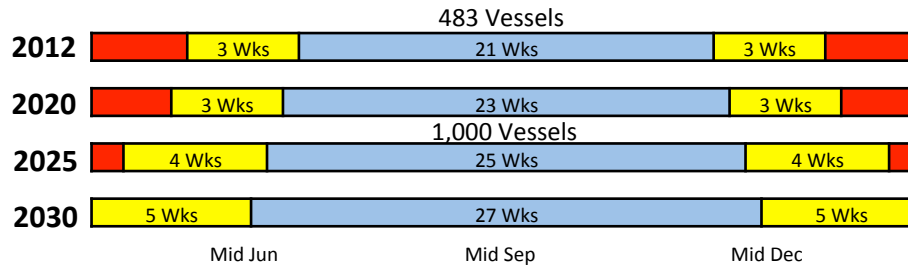 483 Vessels
2012 3 Wks 21 Wks 3 Wks
2020 3 Wks 23 Wks 3 Wks
1,000 Vessels
2025 4 Wks 25 Wks 4 Wks
2030 5 Wks 27 Wks 5 Wks
Mid Jun Mid Sep Mid Dec